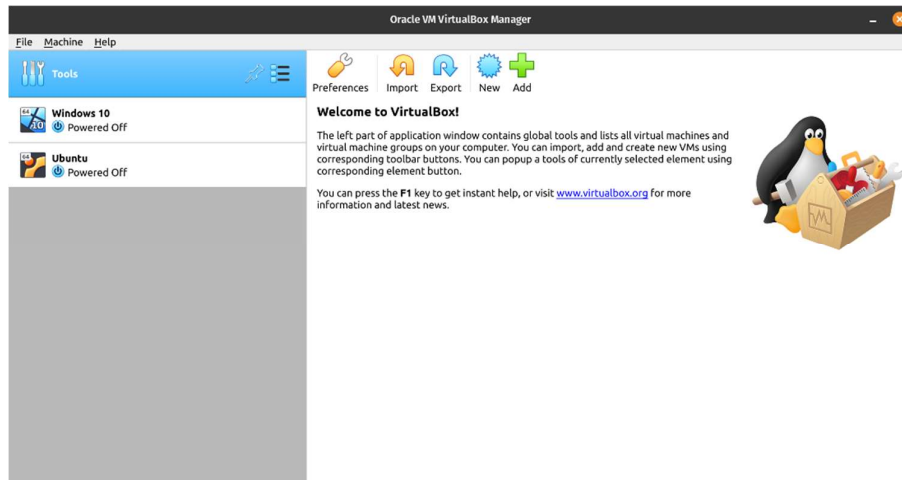 Oracle VM VirtualBox Manager
File Machine Help
Tools
Preferences Import Export New Add
64
10
Windows 10
Powered Off
64
Ubuntu
Powered Off
Welcome to VirtualBox!
The left part of application window contains global tools and lists all virtual machines and
virtual machine groups on your computer. You can import, add and create new VMs using
corresponding toolbar buttons. You can popup a tools of currently selected element using
corresponding element button.
You can press the F1 key to get instant help, or visit www.virtualbox.org for more
information and latest news.